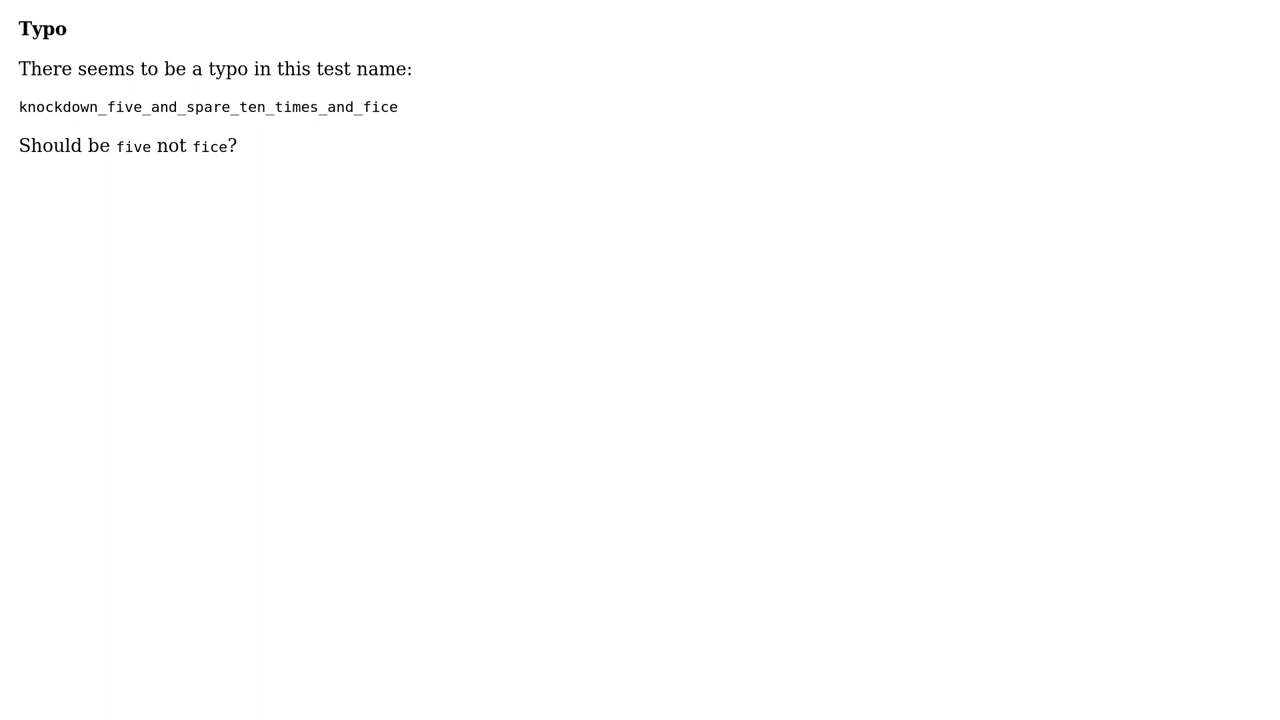 Typo
There seems to be a typo in this test name:
knockdown_five_and_spare_ten_times_and_fice
Should be five not fice?